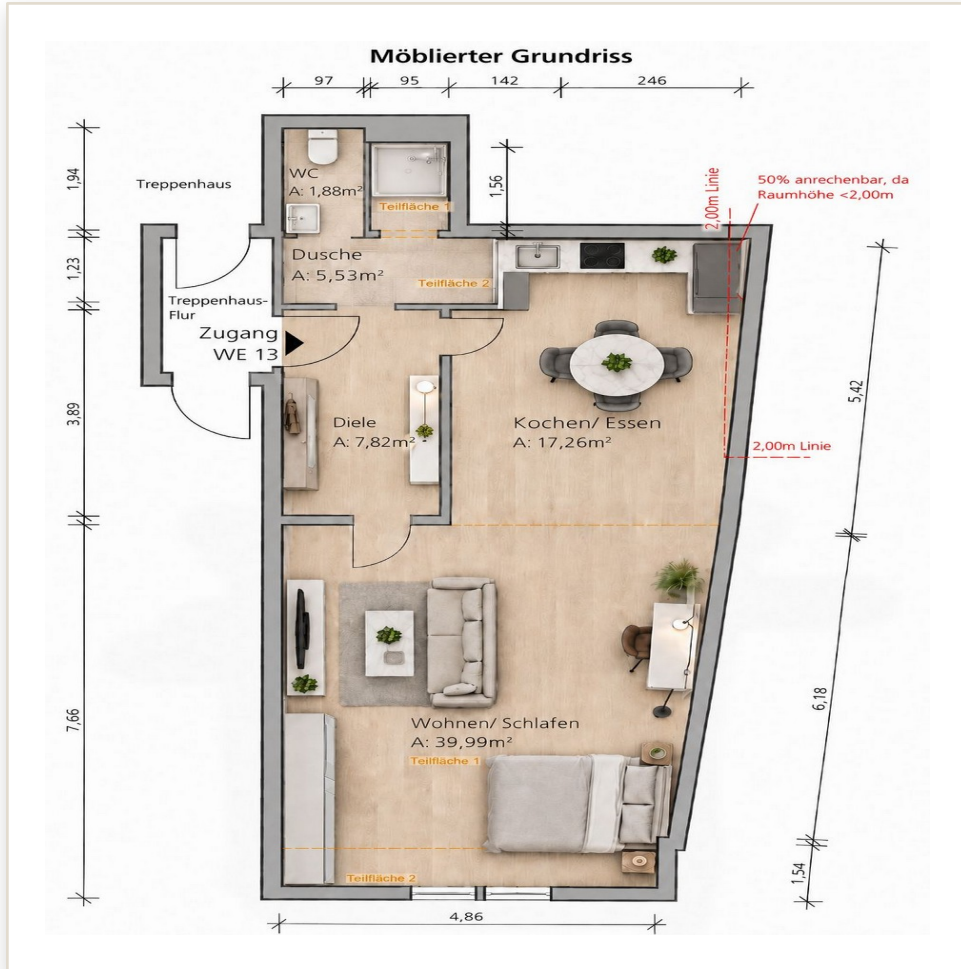 Möblierter Grundriss
97
95
142
246
1,94
Treppenhaus
WC
A: 1,88m²
Teilfläche 1
1,56
2,00m Linie
50% anrechenbar, da
Raumhöhe <2,00m
1,23
Dusche
A: 5,53m²
Teilfläche 2
Treppenhaus-
Flur
Zugang
WE 13
3,89
Diele
A: 7,82m²
Kochen/ Essen
A: 17,26m²
5,42
2,00m Linie
7,66
Wohnen/ Schlafen
A: 39,99m²
Teilfläche 1
6,18
Teilfläche 2
1,54
4,86